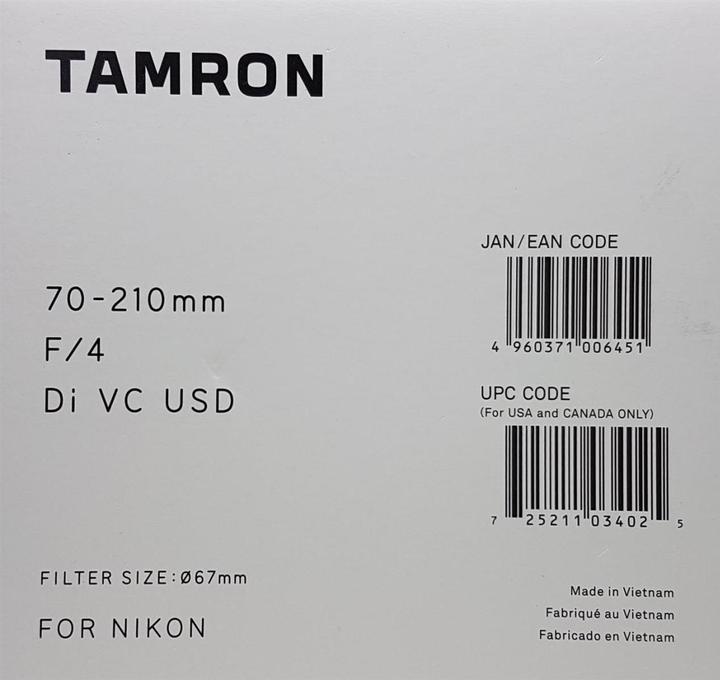 TAMRON
70-210mm
F/4
Di VC USD
FILTER SIZE:Ø67mm
FOR NIKON
JAN/EAN CODE
4 960371 006451
UPC CODE
(For USA and CANADA ONLY)
7 25211 03402 5
Made in Vietnam
Fabriqué au Vietnam
Fabricado en Vietnam